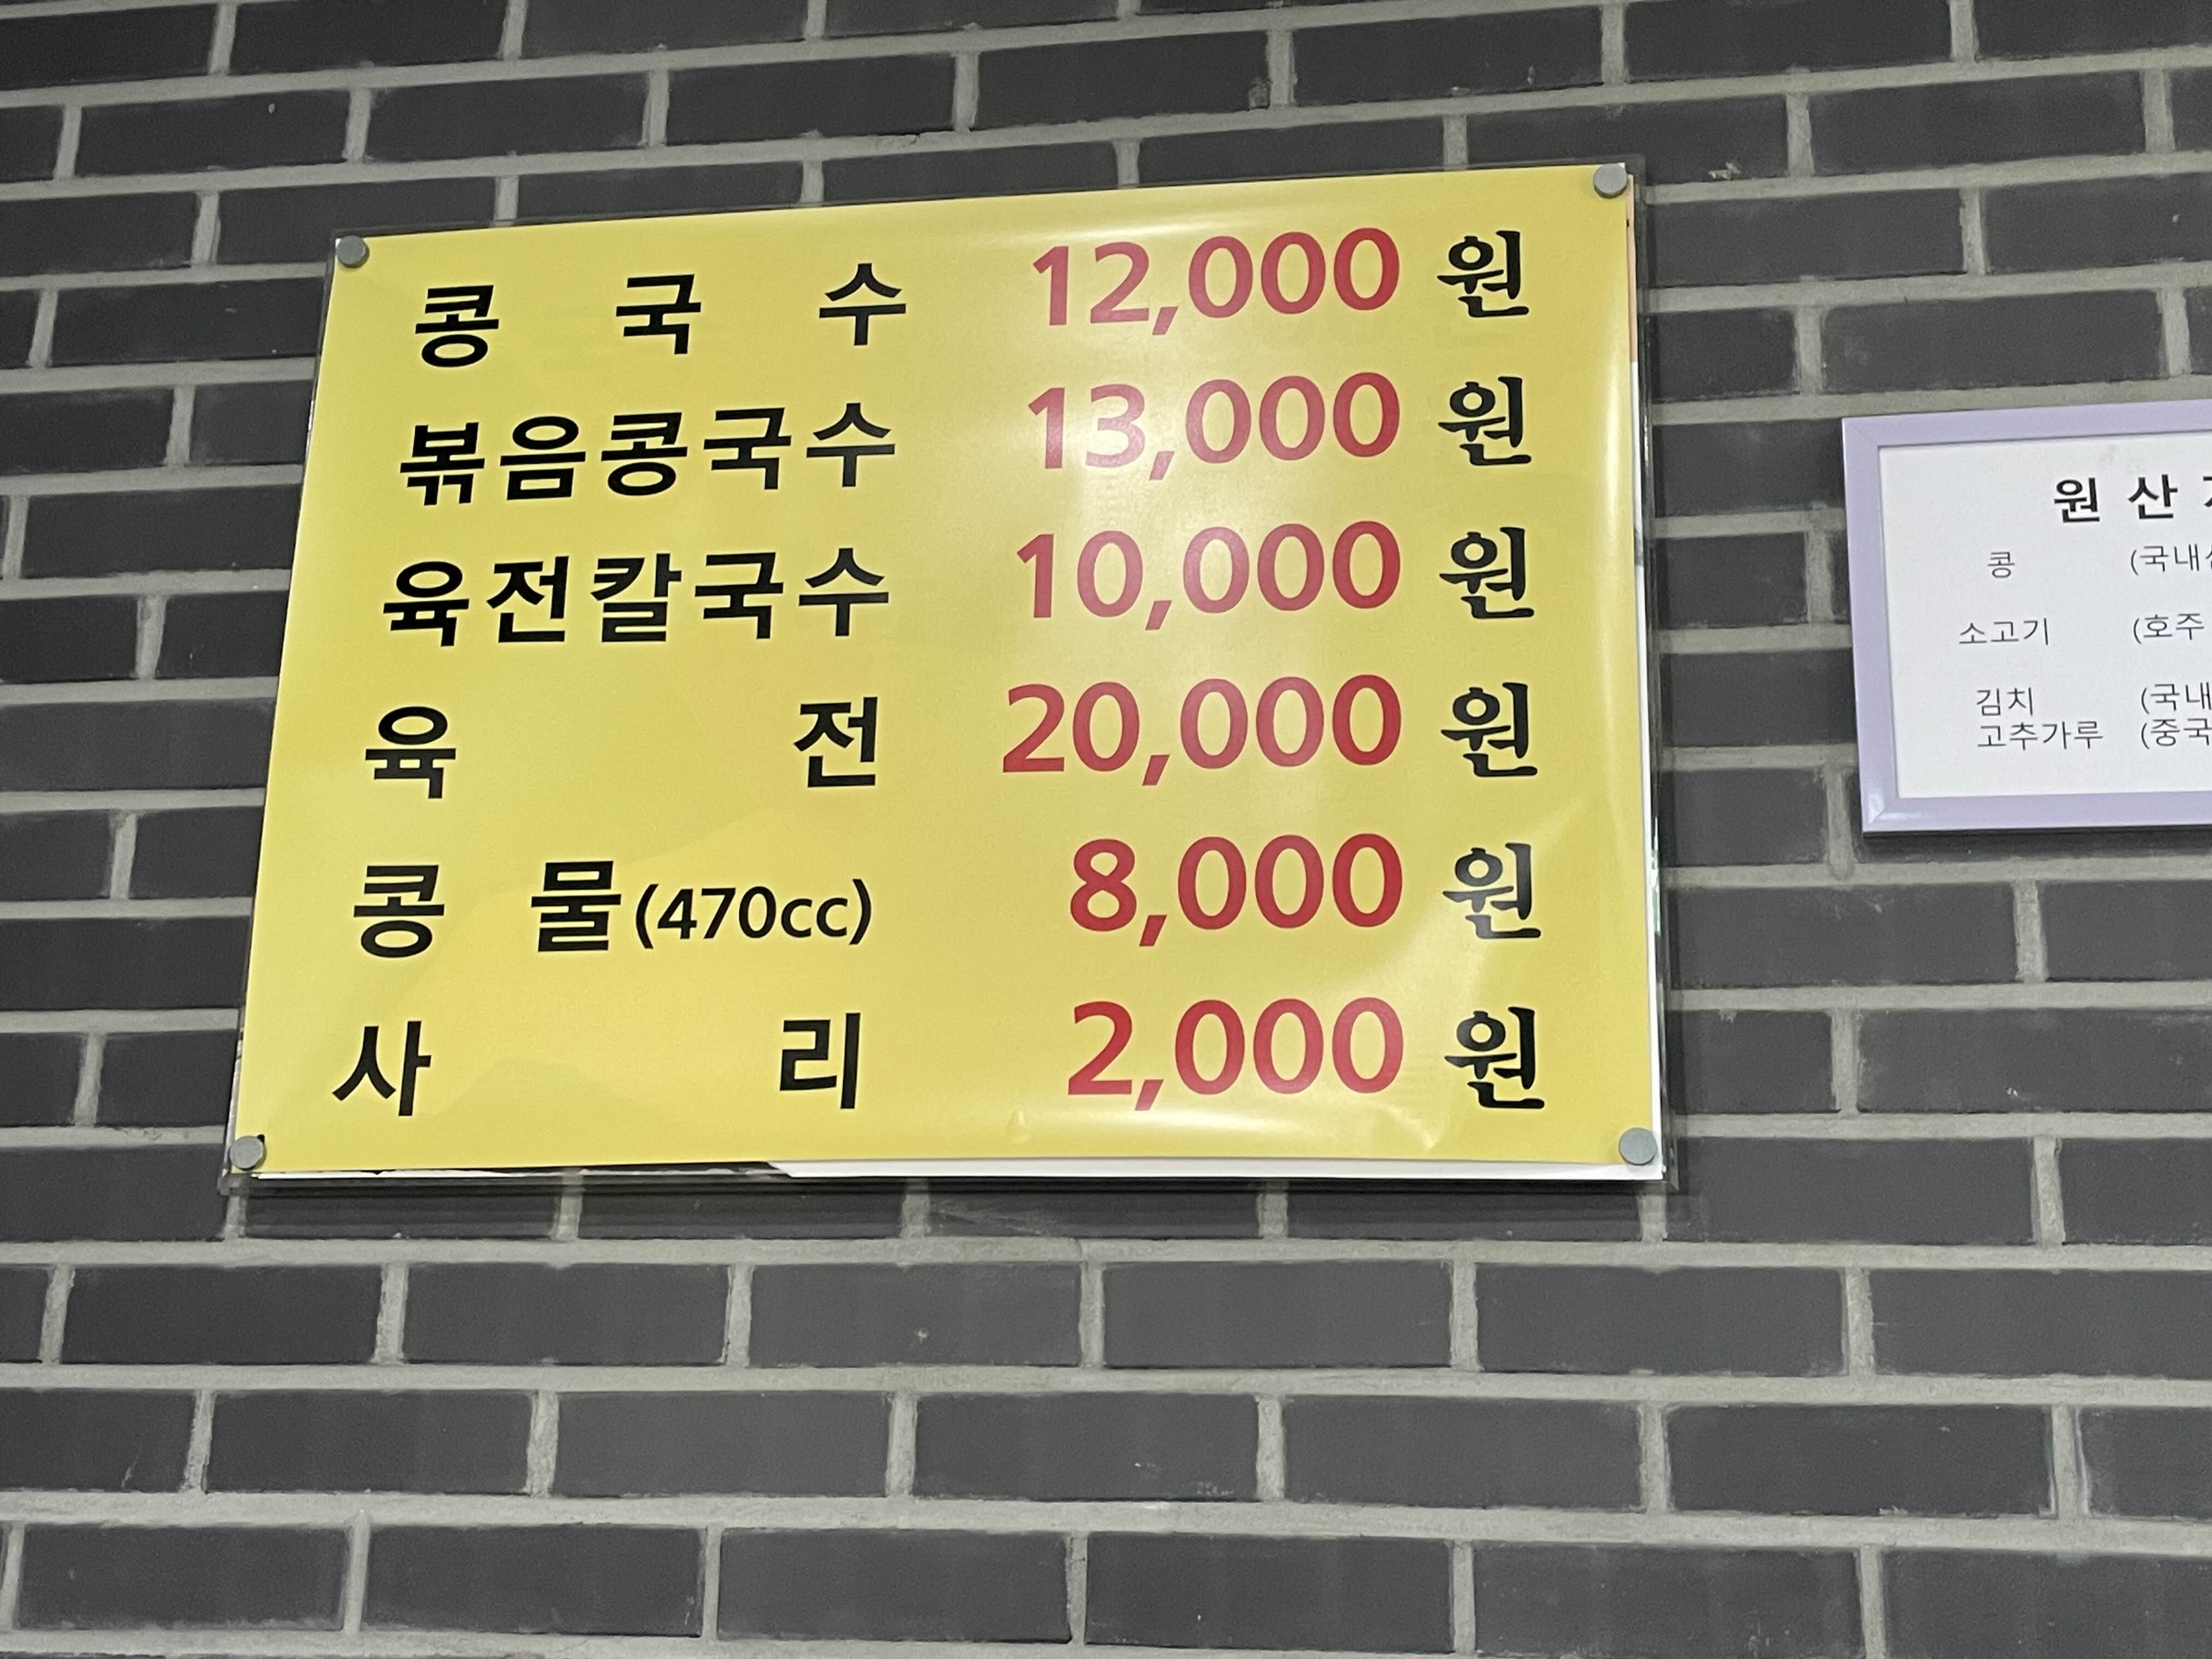 콩 국 수 12,000 원
볶음콩국수 13,000 원
육전칼국수 10,000 원
육 전 20,000 원
콩 물(470cc) 8,000 원
사 리 2,000 원
원 산
콩 (국내
소고기 (호주
김치 (국내
고추가루 (중국